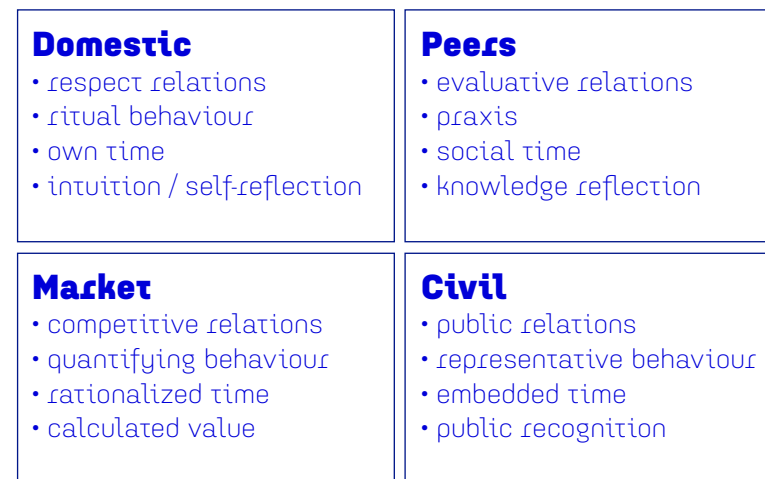 Domestic
• respect relations
• ritual behaviour
• own time
• intuition / self-reflection
Peers
• evaluative relations
• praxis
• social time
• knowledge reflection
Market
• competitive relations
• quantifying behaviour
• rationalized time
• calculated value
Civil
• public relations
• representative behaviour
• embedded time
• public recognition